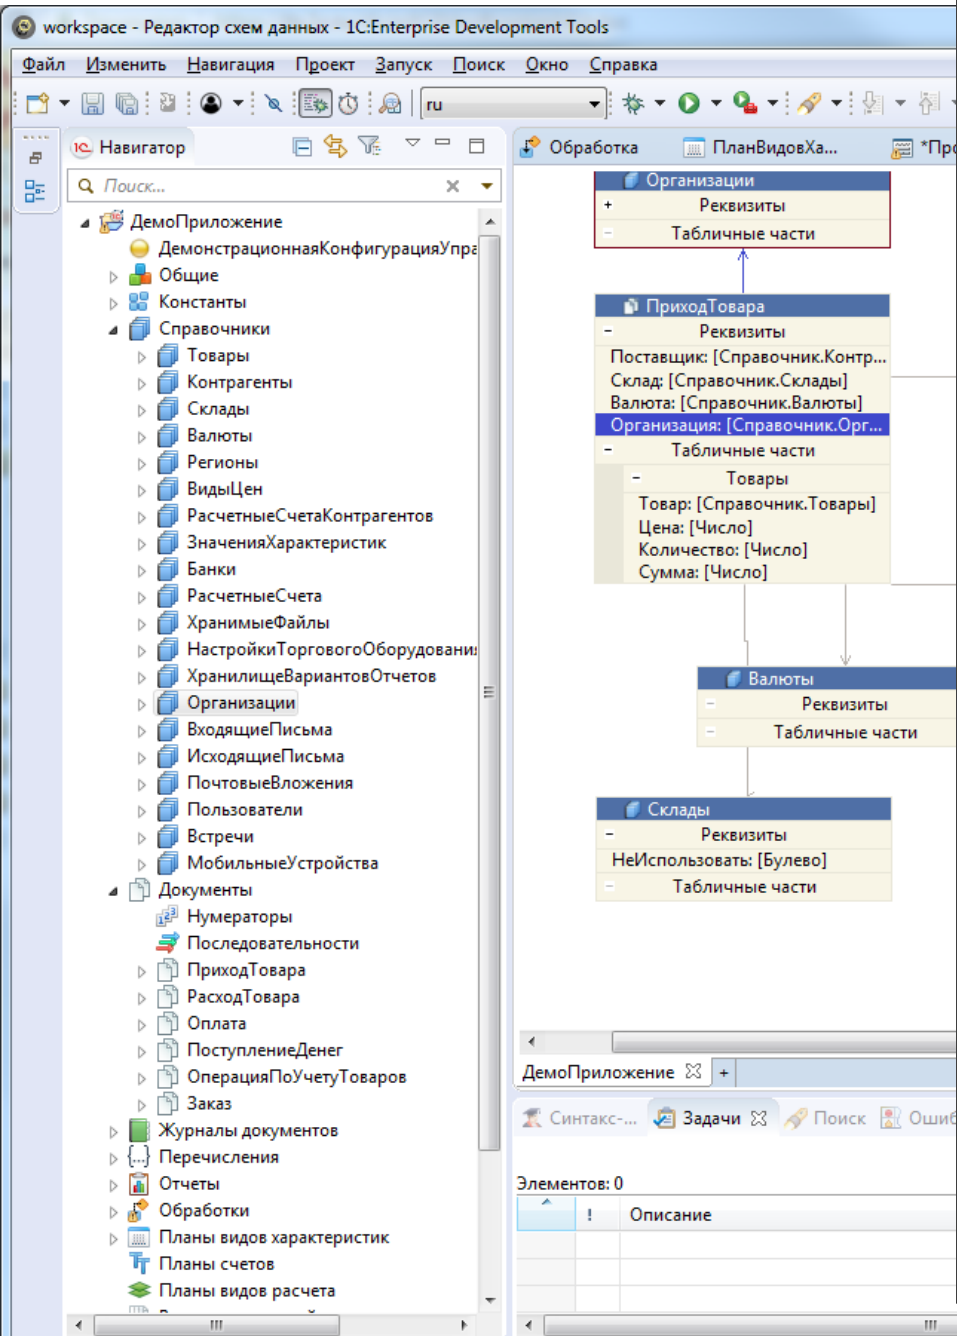 workspace - Редактор схем данных - 1C:Enterprise Development Tools
Файл Изменить Навигация Проект Запуск Поиск Окно Справка
ru
Навигатор
Поиск...
ДемоПриложение
ДемонстрационнаяКонфигурацияУпра
Общие
Константы
Справочники
Товары
Контрагенты
Склады
Валюты
Регионы
ВидыЦен
РасчетныеСчетаКонтрагентов
ЗначенияХарактеристик
Банки
РасчетныеСчета
ХранимыеФайлы
НастройкиТорговогоОборудовани
ХранилищеВариантовОтчетов
Организации
ВходящиеПисьма
ИсходящиеПисьма
ПочтовыеВложения
Пользователи
Встречи
МобильныеУстройства
Документы
Нумераторы
Последовательности
ПриходТовара
РасходТовара
Оплата
ПоступлениеДенег
ОперацияПоУчетуТоваров
Заказ
Журналы документов
Перечисления
Отчеты
Обработки
Планы видов характеристик
Планы счетов
Планы видов расчета
Обработка ПланВидовХа... *Про
Организации
+ Реквизиты
- Табличные части
ПриходТовара
- Реквизиты
Поставщик: [Справочник.Контр...
Склад: [Справочник.Склады]
Валюта: [Справочник.Валюты]
Организация: [Справочник.Орг...
- Табличные части
- Товары
Товар: [Справочник.Товары]
Цена: [Число]
Количество: [Число]
Сумма: [Число]
Валюты
- Реквизиты
- Табличные части
Склады
- Реквизиты
НеИспользовать: [Булево]
- Табличные части
ДемоПриложение +
Синтакс-... Задачи Поиск Ошиб
Элементов: 0
! Описание